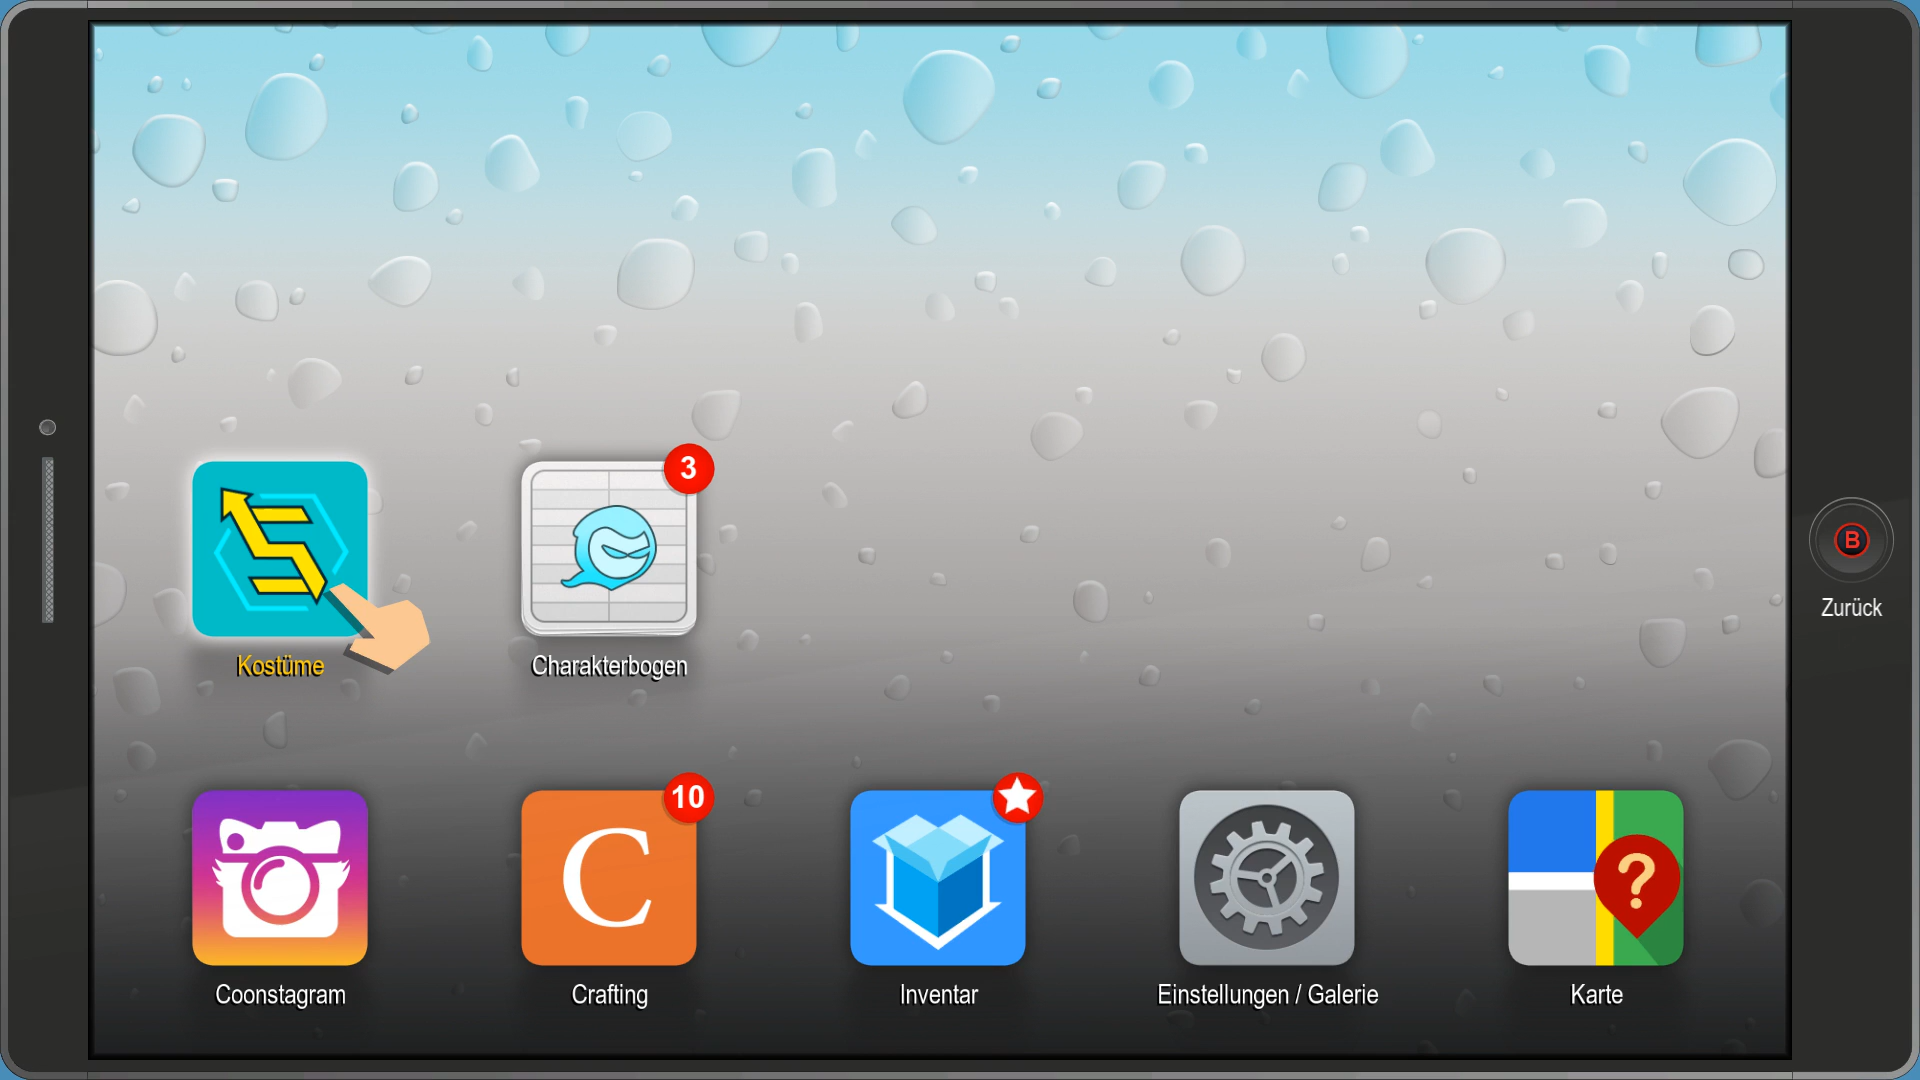 3
Kostüme
Charakterbogen
B
Zurück
10
C
?
Coonstagram
Crafting
Inventar
Einstellungen / Galerie
Karte